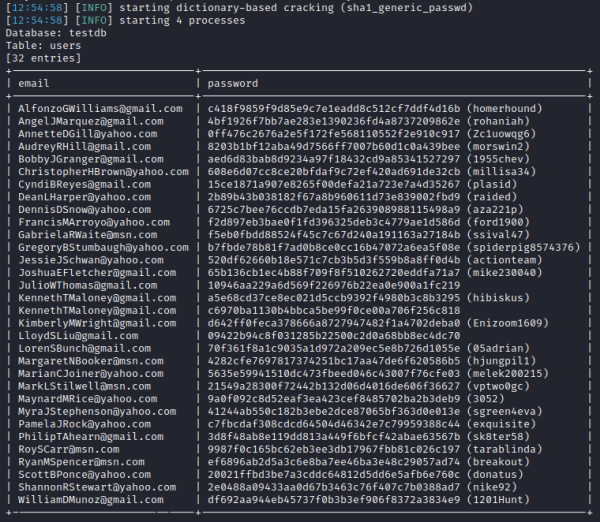 [12:54:58] [INFO] starting dictionary-based cracking (sha1_generic_passwd)
[12:54:58] [INFO] starting 4 processes
Database: testdb
Table: users
[32 entries]
| email | password |
| AlfonzoGWilliams@gmail.com | c418f9859f9d85e9c7e1eadd8c512cf7ddf4d16b (homerhound) |
| AngelJMarquez@gmail.com | 4bf1926f7bb7ae283e1390236fd4a8737209862e (rohaniah) |
| AnnetteDGill@yahoo.com | 0ff476c2676a2e5f172fe568110552f2e910c917 (Zc1uowqg6) |
| AudreyRHill@gmail.com | 8203b1bf12aba49d7566ff7007b60d1c0a439bee (morswin2) |
| BobbyJGranger@gmail.com | aed6d83bab8d9234a97f18432cd9a85341527297 (1955chev) |
| ChristopherHBrown@yahoo.com | 608e6d07cc8ce20bfdaf9c72ef420ad691de32cb (millisa34) |
| CyndiBReyes@gmail.com | 15ce1871a907e8265f00defa21a723e7a4d35267 (plasid) |
| DeanLHarper@yahoo.com | 2b89b43b038182f67a8b960611d73e839002fbd9 (raided) |
| DennisDSnow@yahoo.com | 6725c7bee76ccdb7eda15fa26390898811549​8a9 (aza221p) |
| FrancisMArroyo@yahoo.com | f2d897eb3bae0f1fd396325deb3c4779ae1d586d (ford1900) |
| GabrielaRWaite@msn.com | f5eb0fbdd88524f45c7c67d240a191163a27184b (ssival47) |
| GregoryBStumbaugh@yahoo.com | b7fbde78b81f7ad0b8ce0cc16b47072a6ea5f08e (spiderpig8574376) |
| JessieJSchwan@yahoo.com | 520df62660b18e571c7cb3b5d3f559b8a8ff0d4b (actionteam) |
| JoshuaEFletcher@gmail.com | 65b136cb1ec4b88f709f8f510262720eddfa71a7 (mike230040) |
| JulioWThomas@gmail.com | 10946aa229a6d569f226976b22ea0e900a1fc219 |
| KennethTMaloney@gmail.com | a5e68cd37ce8ec021d5ccb9392f4980b3c8b3295 (hibiskus) |
| KennethTMaloney@gmail.com | c6970ba1130b4bbca5be99f0ce00a706f256c818 |
| KimberlyMWright@gmail.com | d642ff0feca378666a8727947482f1a4702deba0 (Enizoom1609) |
| LloydSLiu@gmail.com | 09422b94c8f031285b22500c2d0a68bb8ec4dc70 |
| LorenSBunch@gmail.com | 70f361f8a1c9035a1d972a209ec5e8b726d1055e (05adrian) |
| MargaretNBooker@msn.com | 4282cfe7697817374251bc17aa47de6f620586b5 (hjungpil1) |
| MarianCJoiner@yahoo.com | 5635e59941510dc473fbeed046c43007f76cfe03 (melek200215) |
| MarkLStilwell@msn.com | 21549a28300f72442b132d06d4016de606f36627 (vptwo0gc) |
| MaynardMRice@yahoo.com | 9a0f092c8d52eaf3ea423cef8485702ba2b3deb9 (3052) |
| MyraJStephenson@yahoo.com | 41244ab550c182b3ebe2dce87065bf363d0e013e (sgreen4eva) |
| PamelaJRock@yahoo.com | c7fbcdaf308cdcd64504d46342e7c79959388c44 (exquisite) |
| PhilipTAhearn@gmail.com | 3d8f48ab8e119dd813a449f6bfcf42abae63567b (sk8ter58) |
| RoySCarr@msn.com | 9987f0c165bc62eb3ee3db17967fbb81c026c197 (tarablinda) |
| RyanMSpencer@msn.com | ef6896ab2d5a3c6e8ba7ee46ba3e48c29057ad74 (breakout) |
| ScottBPonce@yahoo.com | 20021ffbd3be7a3cddc64812d5dd6e5afb6e760c (donatus) |
| ShannonRStewart@yahoo.com | 2e0488a09433aa0d67b3463c76f407c7b0388ad7 (nike92) |
| WilliamDMunoz@gmail.com | df692aa944eb45737f0b3b3ef906f8372a3834e9 (1201Hunt) |